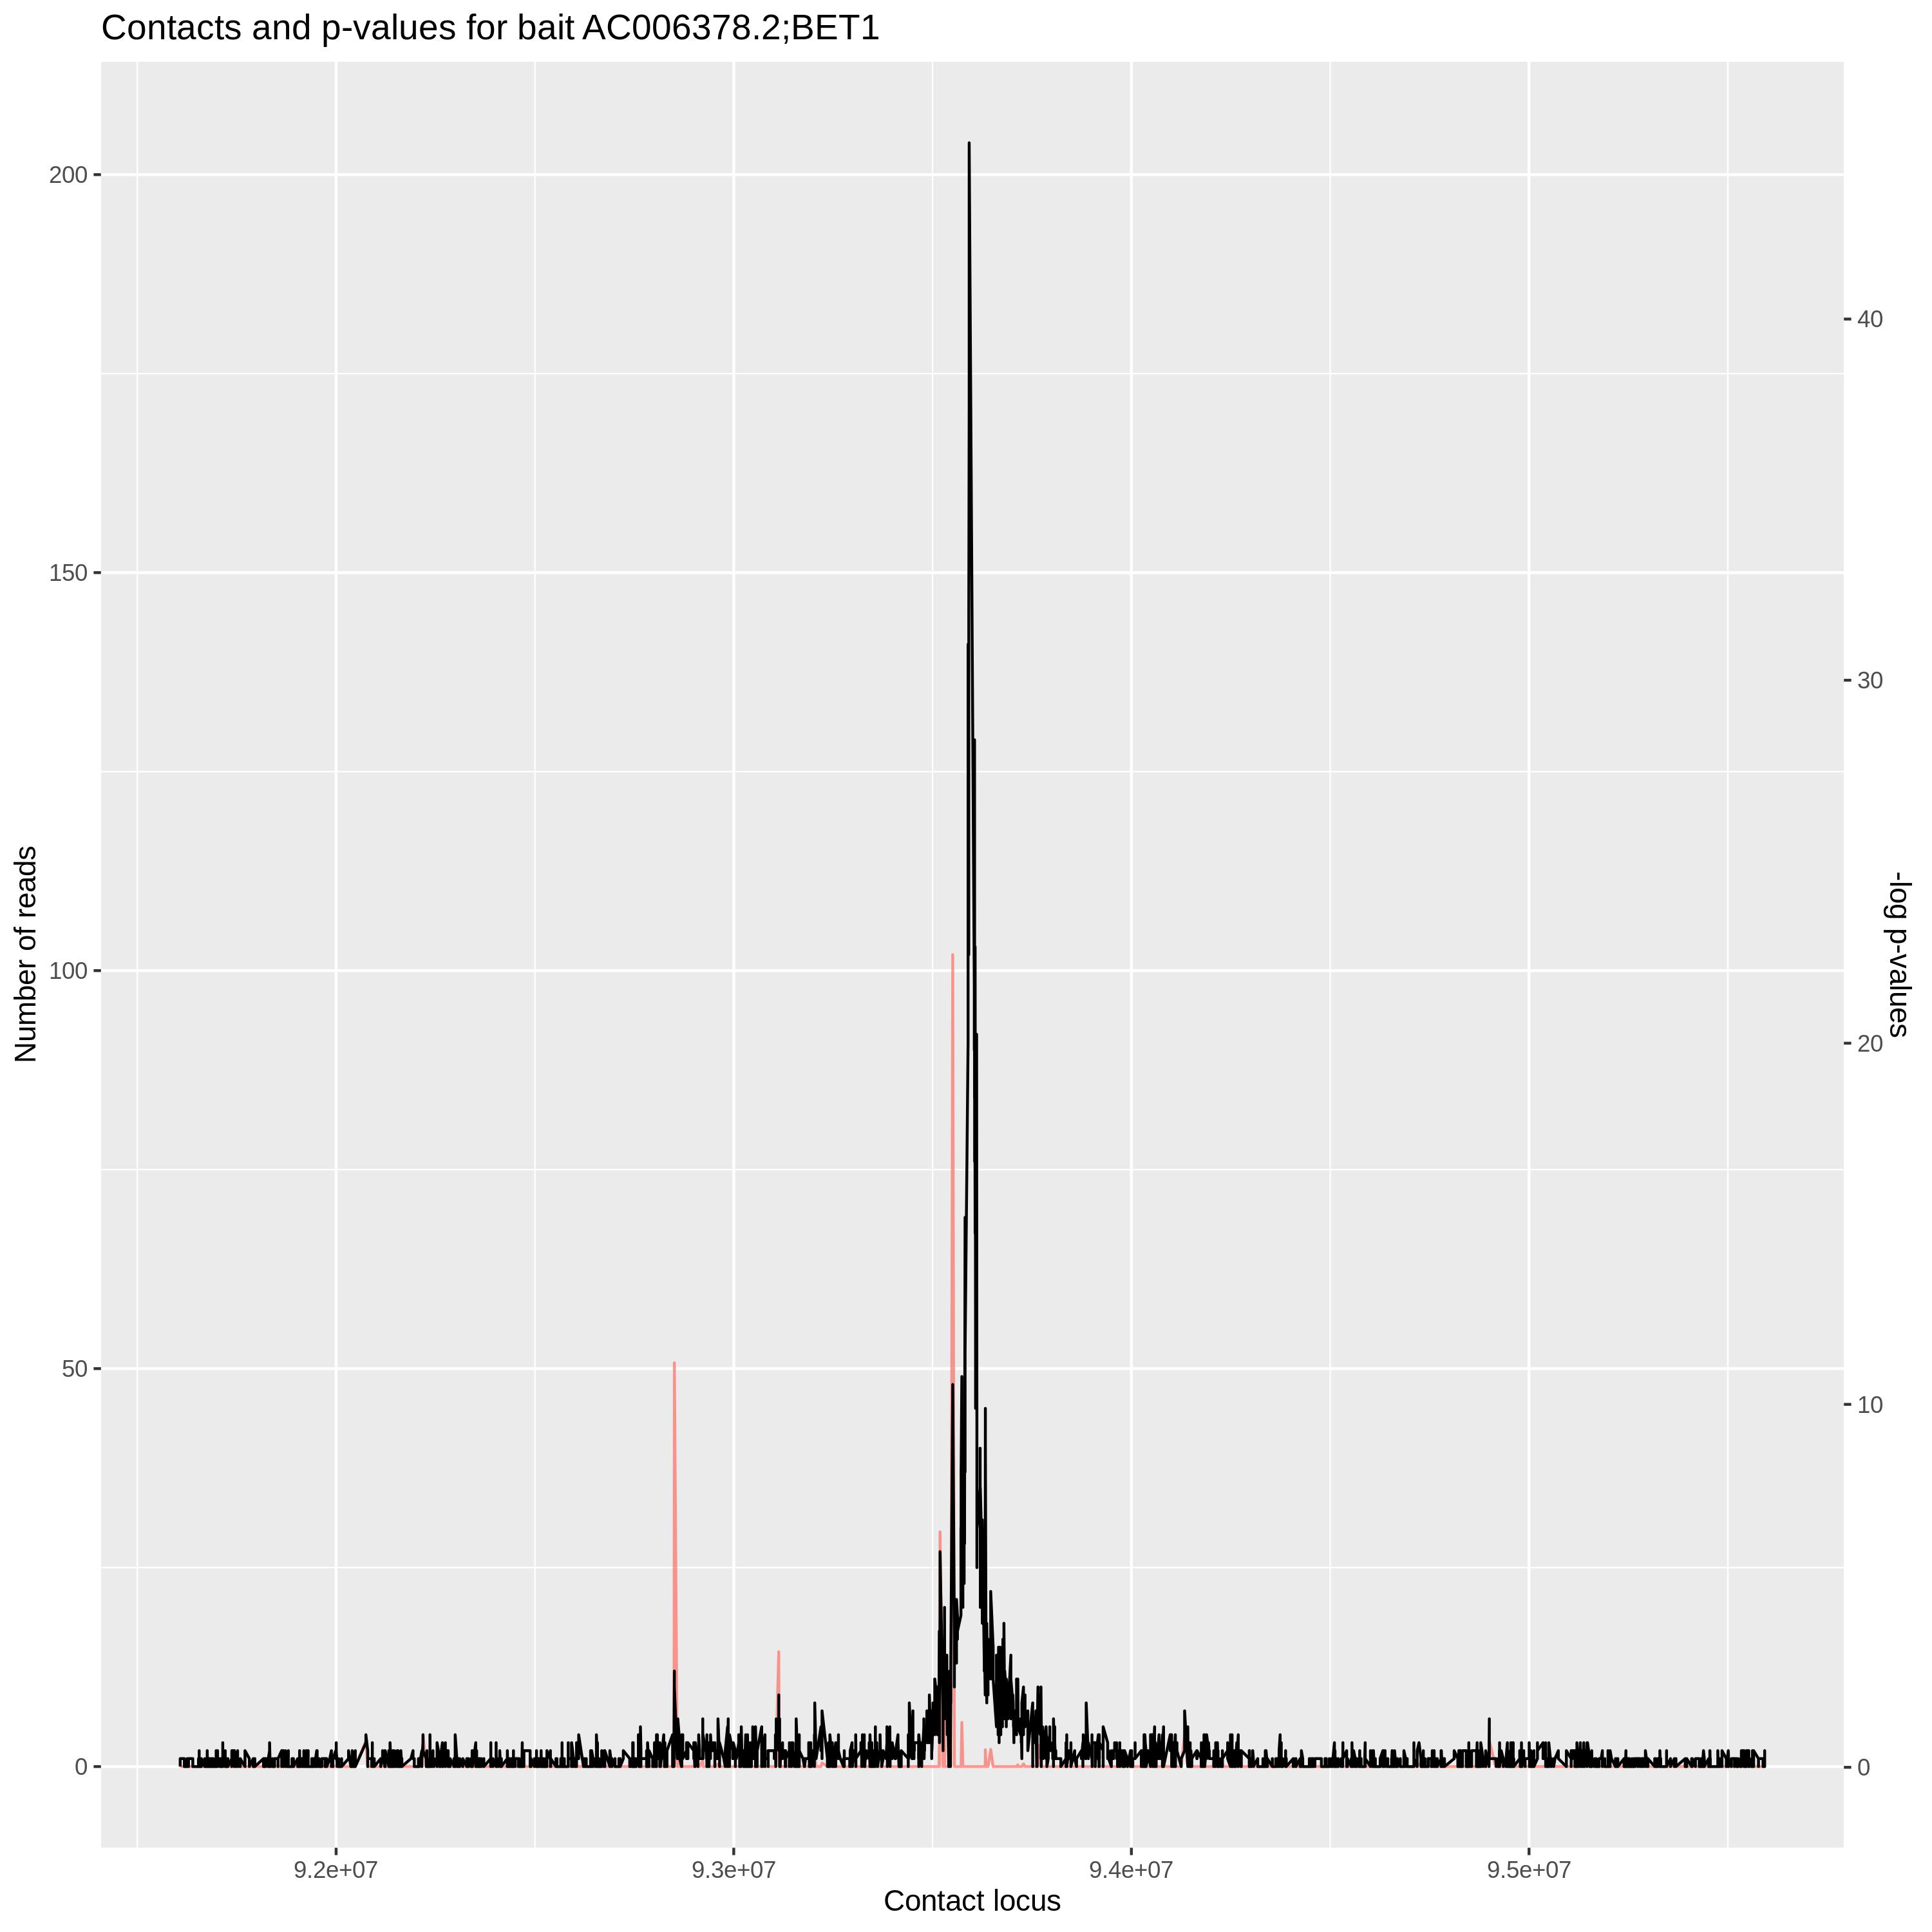 Contacts and p-values for bait AC006378.2;BET1
200
150
100
50
0
Number of reads
40
30
20
10
0
-log p-values
9.2e+07
9.3e+07
9.4e+07
9.5e+07
Contact locus